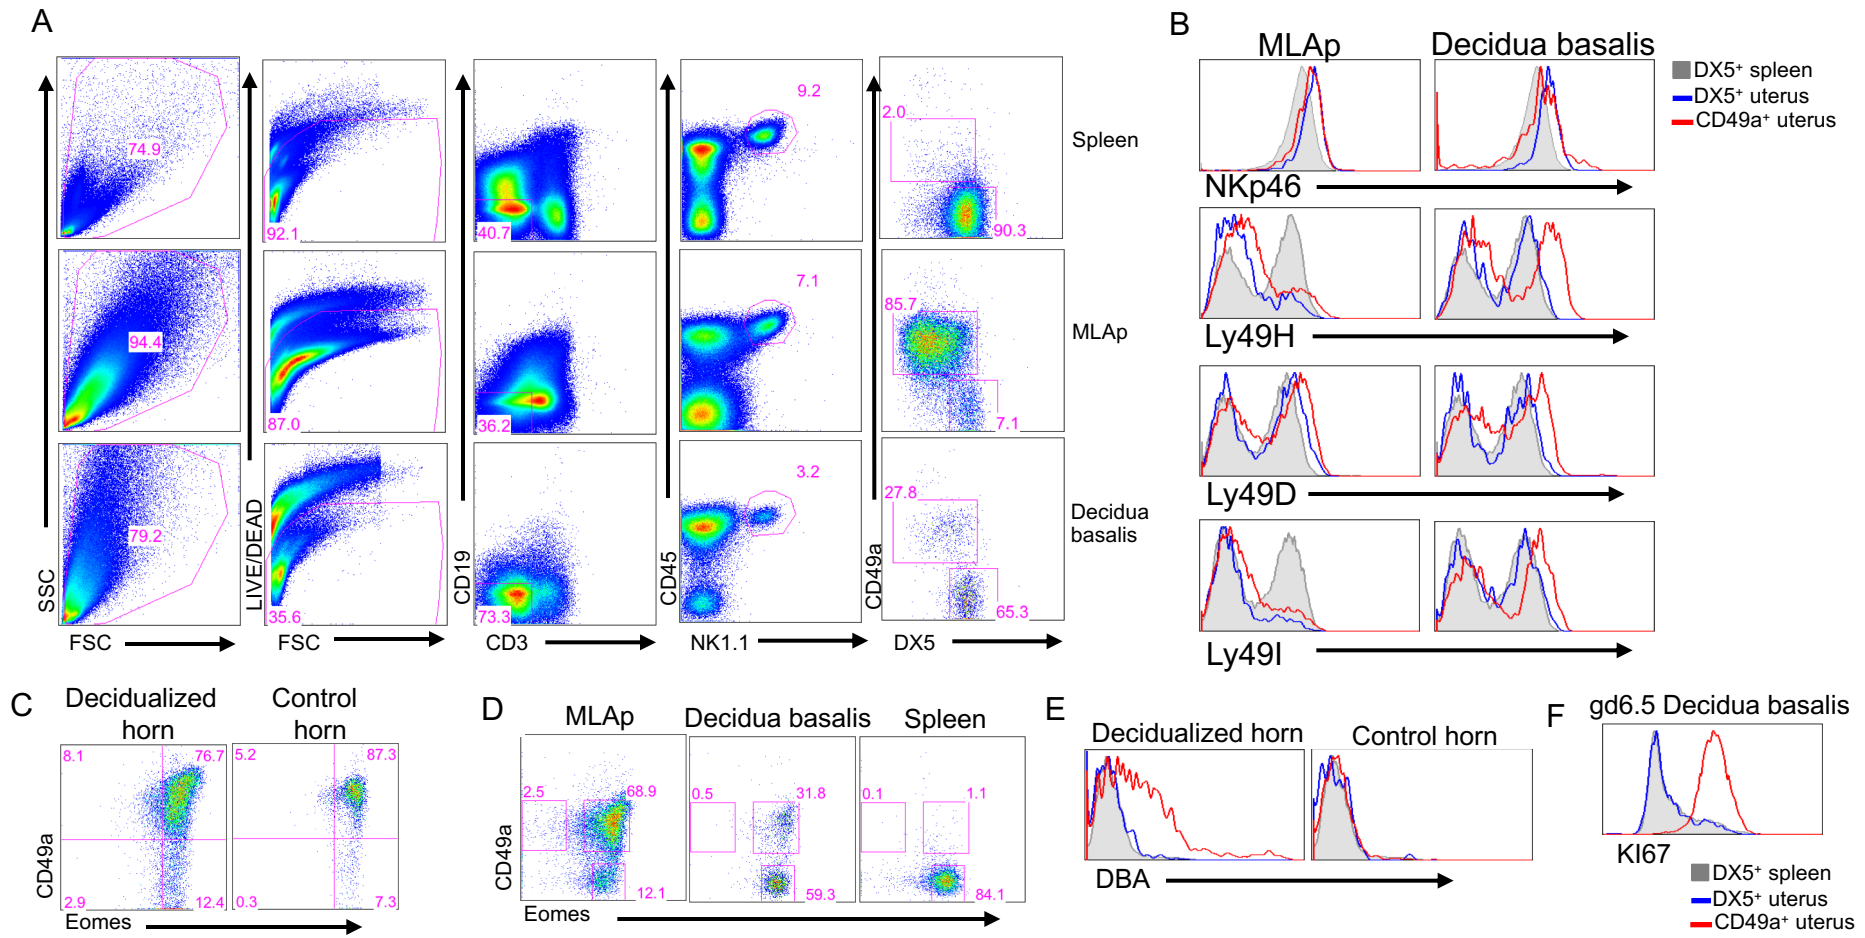 A
74.9
92.1
40.7
9.2
2.0
90.3
Spleen
94.4
87.0
36.2
7.1
85.7
7.1
MLAp
79.2
35.6
73.3
3.2
27.8
65.3
Decidua
basalis
SSC
LIVE/DEAD
CD19
CD45
CD49a
FSC
FSC
CD3
NK1.1
DX5
B
MLAp
Decidua basalis
DX5⁺ spleen
DX5⁺ uterus
CD49a⁺ uterus
NKp46
Ly49H
Ly49D
Ly49I
C
Decidualized
horn
Control
horn
8.1
76.7
2.9
12.4
5.2
87.3
0.3
7.3
CD49a
Eomes
D
MLAp
Decidua basalis
Spleen
2.5
68.9
12.1
0.5
31.8
59.3
0.1
1.1
84.1
CD49a
Eomes
E
Decidualized horn
Control horn
DBA
F
gd6.5 Decidua basalis
KI67
DX5⁺ spleen
DX5⁺ uterus
CD49a⁺ uterus